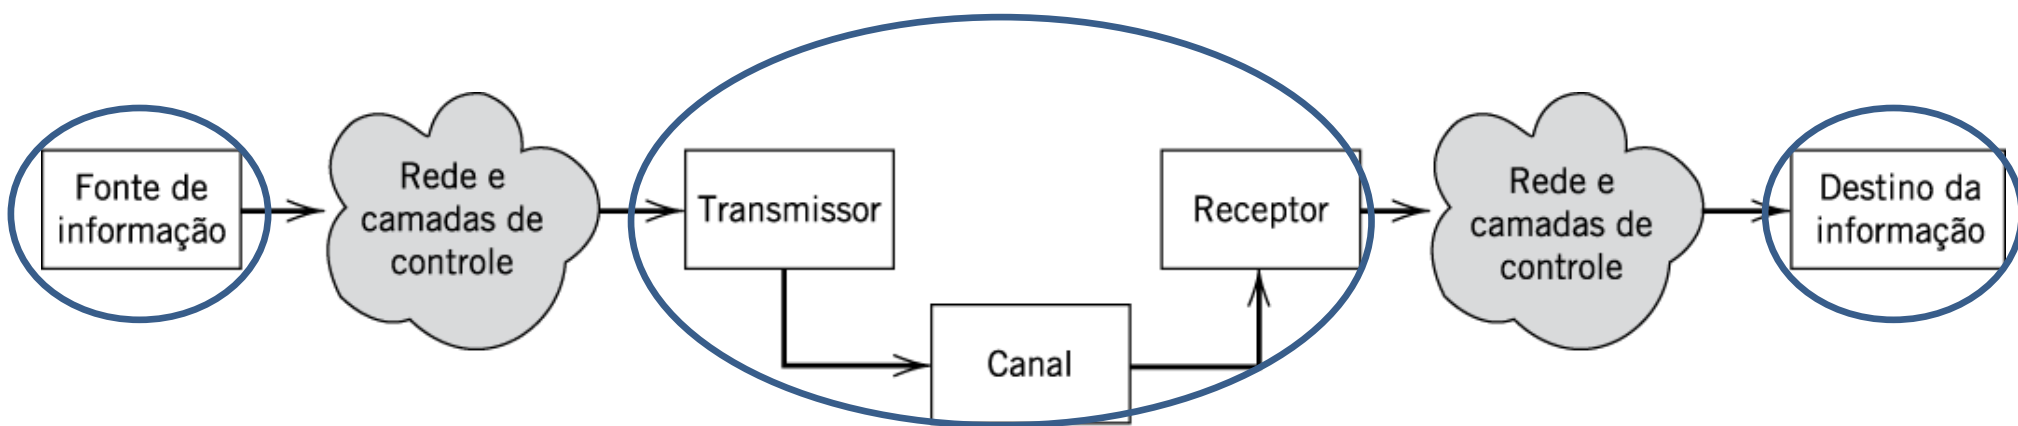 Fonte de
informação
Rede e
camadas de
controle
Transmissor
Canal
Receptor
Rede e
camadas de
controle
Destino da
informação